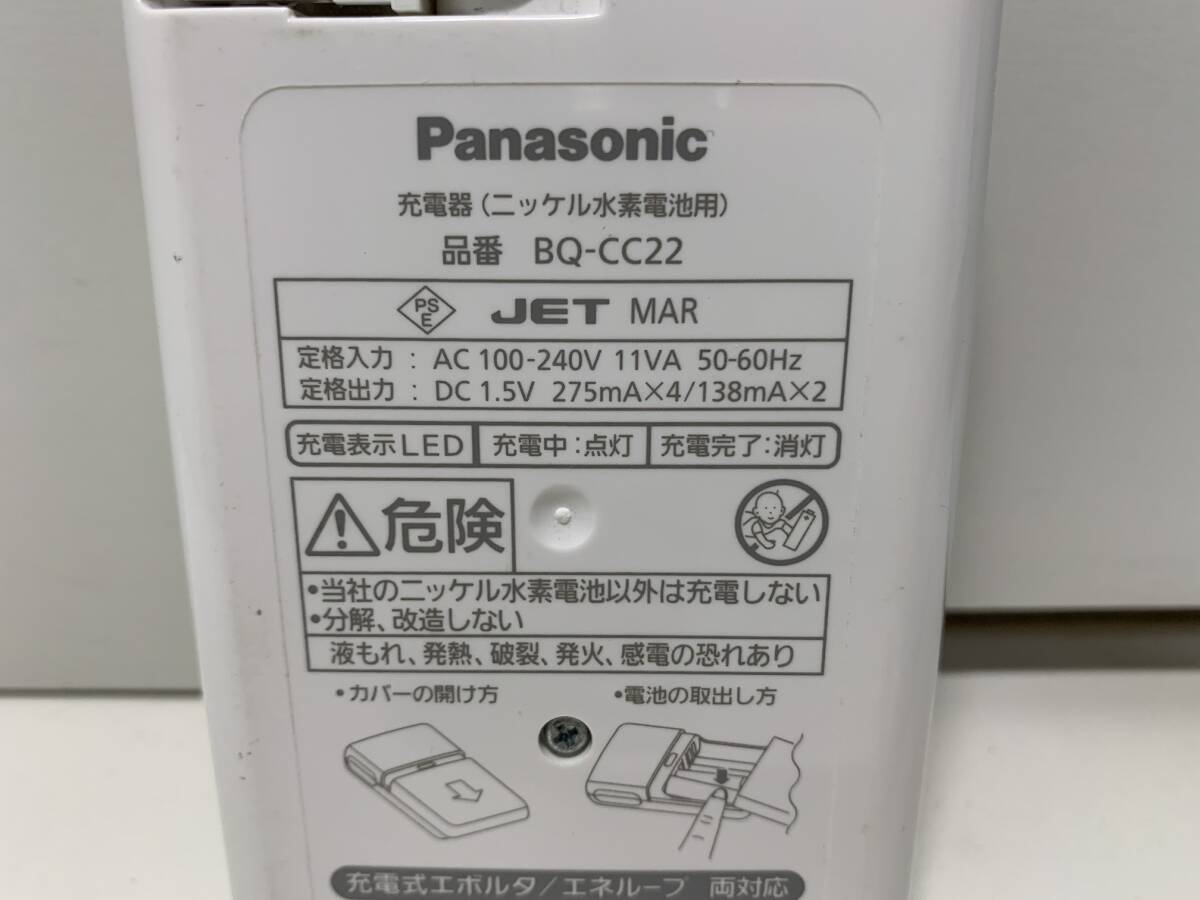 Panasonic
充電器(ニッケル水素電池用)
品番 BQ-CC22
PS
E
JET MAR
定格入力 : AC 100-240V 11VA 50-60Hz
定格出力 : DC 1.5V 275mA×4/138mA×2
充電表示LED 充電中:点灯 充電完了:消灯
危険
•当社のニッケル水素電池以外は充電しない
•分解、改造しない
液もれ、発熱、破裂、発火、感電の恐れあり
•カバーの開け方 •電池の取出し方
充電式エボルタ/エネループ 両対応